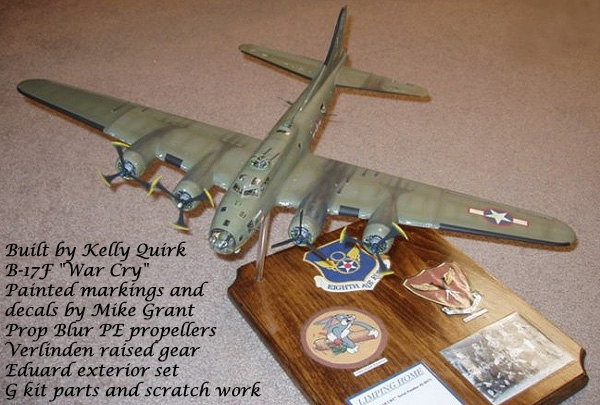 Built by Kelly Quirk
B-17F "War Cry"
Painted markings and
decals by Mike Grant
Prop Blur PE propellers
Verlinden raised gear
Eduard exterior set
G kit parts and scratch work
EIGHTH AIR
LIMPING HOME